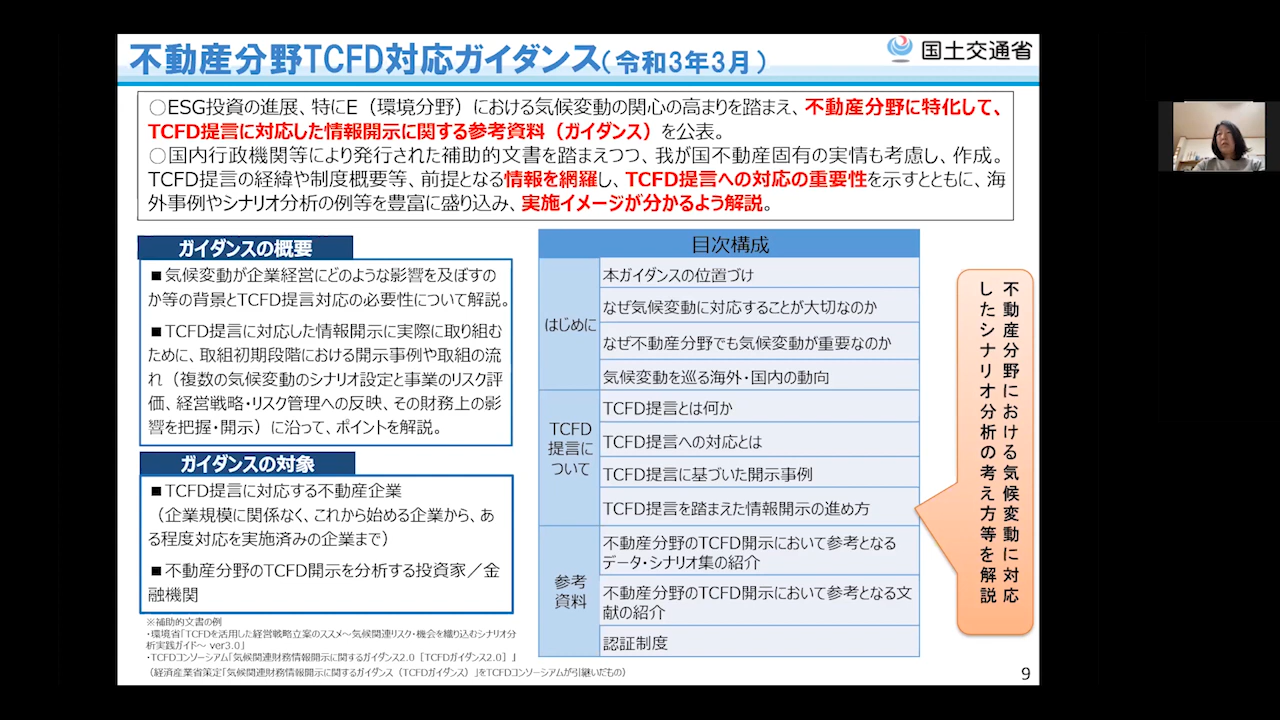 不動産分野TCFD対応ガイダンス(令和3年3月)
国土交通省
○ESG投資の進展、特にE（環境分野）における気候変動の関心の高まりを踏まえ、不動産分野に特化して、
TCFD提言に対応した情報開示に関する参考資料（ガイダンス）を公表。
○国内行政機関等により発行された補助的文書を踏まえつつ、我が国不動産固有の実情も考慮し、作成。
TCFD提言の経緯や制度概要等、前提となる情報を網羅し、TCFD提言への対応の重要性を示すとともに、海
外事例やシナリオ分析の例等を豊富に盛り込み、実施イメージが分かるよう解説。
ガイダンスの概要
■気候変動が企業経営にどのような影響を及ぼすの
か等の背景とTCFD提言対応の必要性について解説。
■TCFD提言に対応した情報開示に実際に取り組む
ために、取組初期段階における開示事例や取組の流
れ（複数の気候変動のシナリオ設定と事業のリスク評
価、経営戦略・リスク管理への反映、その財務上の影
響を把握・開示）に沿って、ポイントを解説。
ガイダンスの対象
■TCFD提言に対応する不動産企業
（企業規模に関係なく、これから始める企業から、あ
る程度対応を実施済みの企業まで）
■不動産分野のTCFD開示を分析する投資家／金
融機関
※補助的文書の例
・環境省「TCFDを活用した経営戦略立案のススメ～気候関連リスク・機会を織り込むシナリオ分
析実践ガイド～ ver3.0」
・TCFDコンソーシアム「気候関連財務情報開示に関するガイダンス2.0［TCFDガイダンス2.0］」
（経済産業省策定「気候関連財務情報開示に関するガイダンス（TCFDガイダンス）」をTCFDコンソーシアムが引継いだもの）
目次構成
はじめに
本ガイダンスの位置づけ
なぜ気候変動に対応することが大切なのか
なぜ不動産分野でも気候変動が重要なのか
気候変動を巡る海外・国内の動向
TCFD
提言に
ついて
TCFD提言とは何か
TCFD提言への対応とは
TCFD提言に基づいた開示事例
TCFD提言を踏まえた情報開示の進め方
参考
資料
不動産分野のTCFD開示において参考となる
データ・シナリオ集の紹介
不動産分野のTCFD開示において参考となる文
献の紹介
認証制度
不動産分野における気候変動に対応
したシナリオ分析の考え方等を解説
9